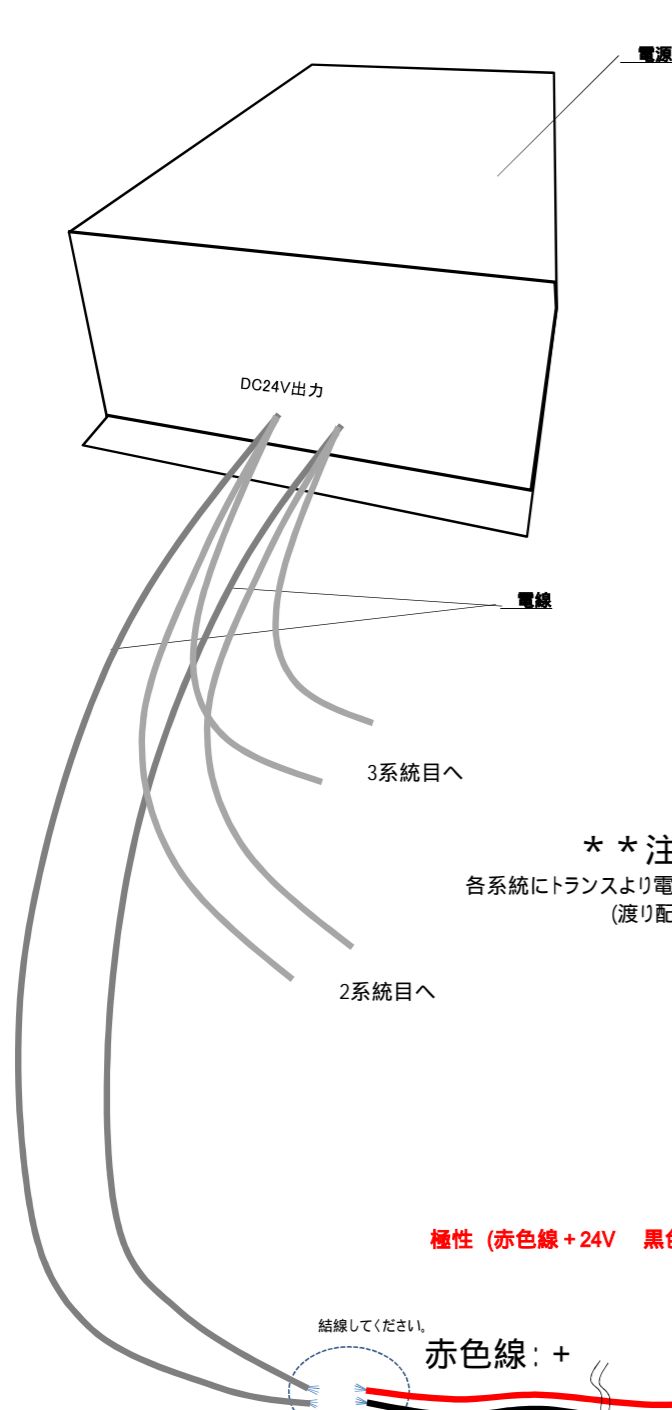 電源
DC24V出力
電線
3系統目へ
**注
各系統にトランスより電
(渡り配
2系統目へ
極性 (赤色線+24V 黒色
結線してください。
赤色線: +